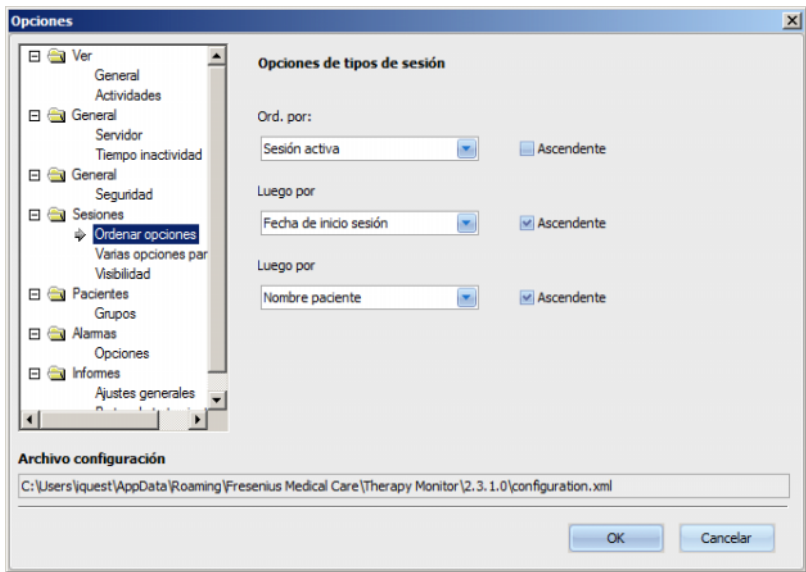 Opciones
Ver
General
Actividades
General
Servidor
Tiempo inactividad
General
Seguridad
Sesiones
Ordenar opciones
Varias opciones par
Visibilidad
Pacientes
Grupos
Alarmas
Opciones
Informes
Ajustes generales
Opciones de tipos de sesión
Ord. por:
Sesión activa
Ascendente
Luego por
Fecha de inicio sesión
Ascendente
Luego por
Nombre paciente
Ascendente
Archivo configuración
C:\Users\iquest\AppData\Roaming\Fresenius Medical Care\Therapy Monitor\2.3.1.0\configuration.xml
OK
Cancelar